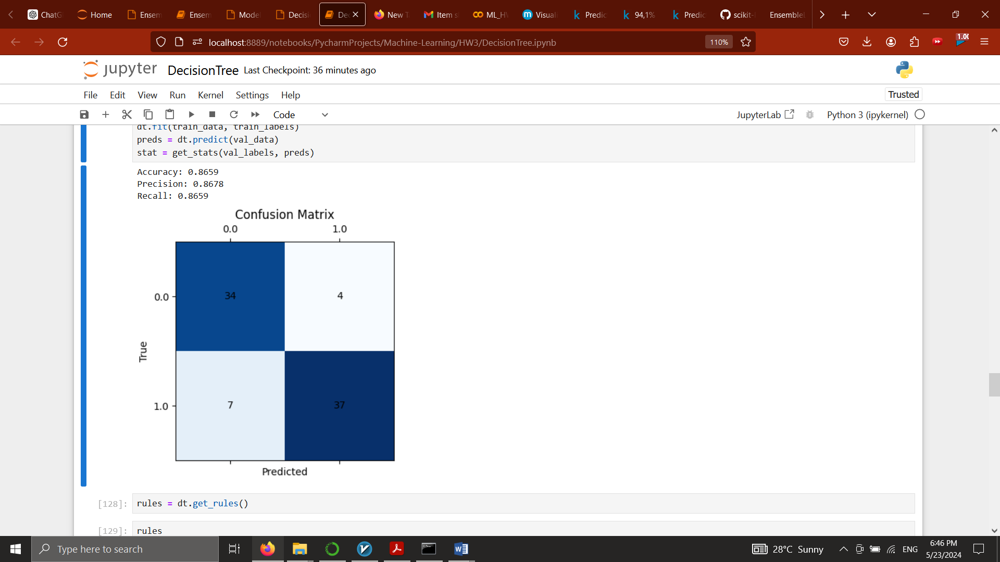 ChatG Home Ensem Ensem Model Decisi Dec New T Item s ML_HV Visuali Predic 94,1% Predic scikit- EnsembleL
localhost:8889/notebooks/PycharmProjects/Machine-Learning/HW3/DecisionTree.ipynb 110% 1.00
jupyter DecisionTree Last Checkpoint: 36 minutes ago
File Edit View Run Kernel Settings Help Trusted
Code JupyterLab Python 3 (ipykernel)
dt.fit(train_data, train_labels)
preds = dt.predict(val_data)
stat = get_stats(val_labels, preds)
Accuracy: 0.8659
Precision: 0.8678
Recall: 0.8659
Confusion Matrix
0.0 1.0
0.0 34 4
True
1.0 7 37
Predicted
[128]: rules = dt.get_rules()
[129]: rules
Type here to search 28°C Sunny ENG 6:46 PM
5/23/2024